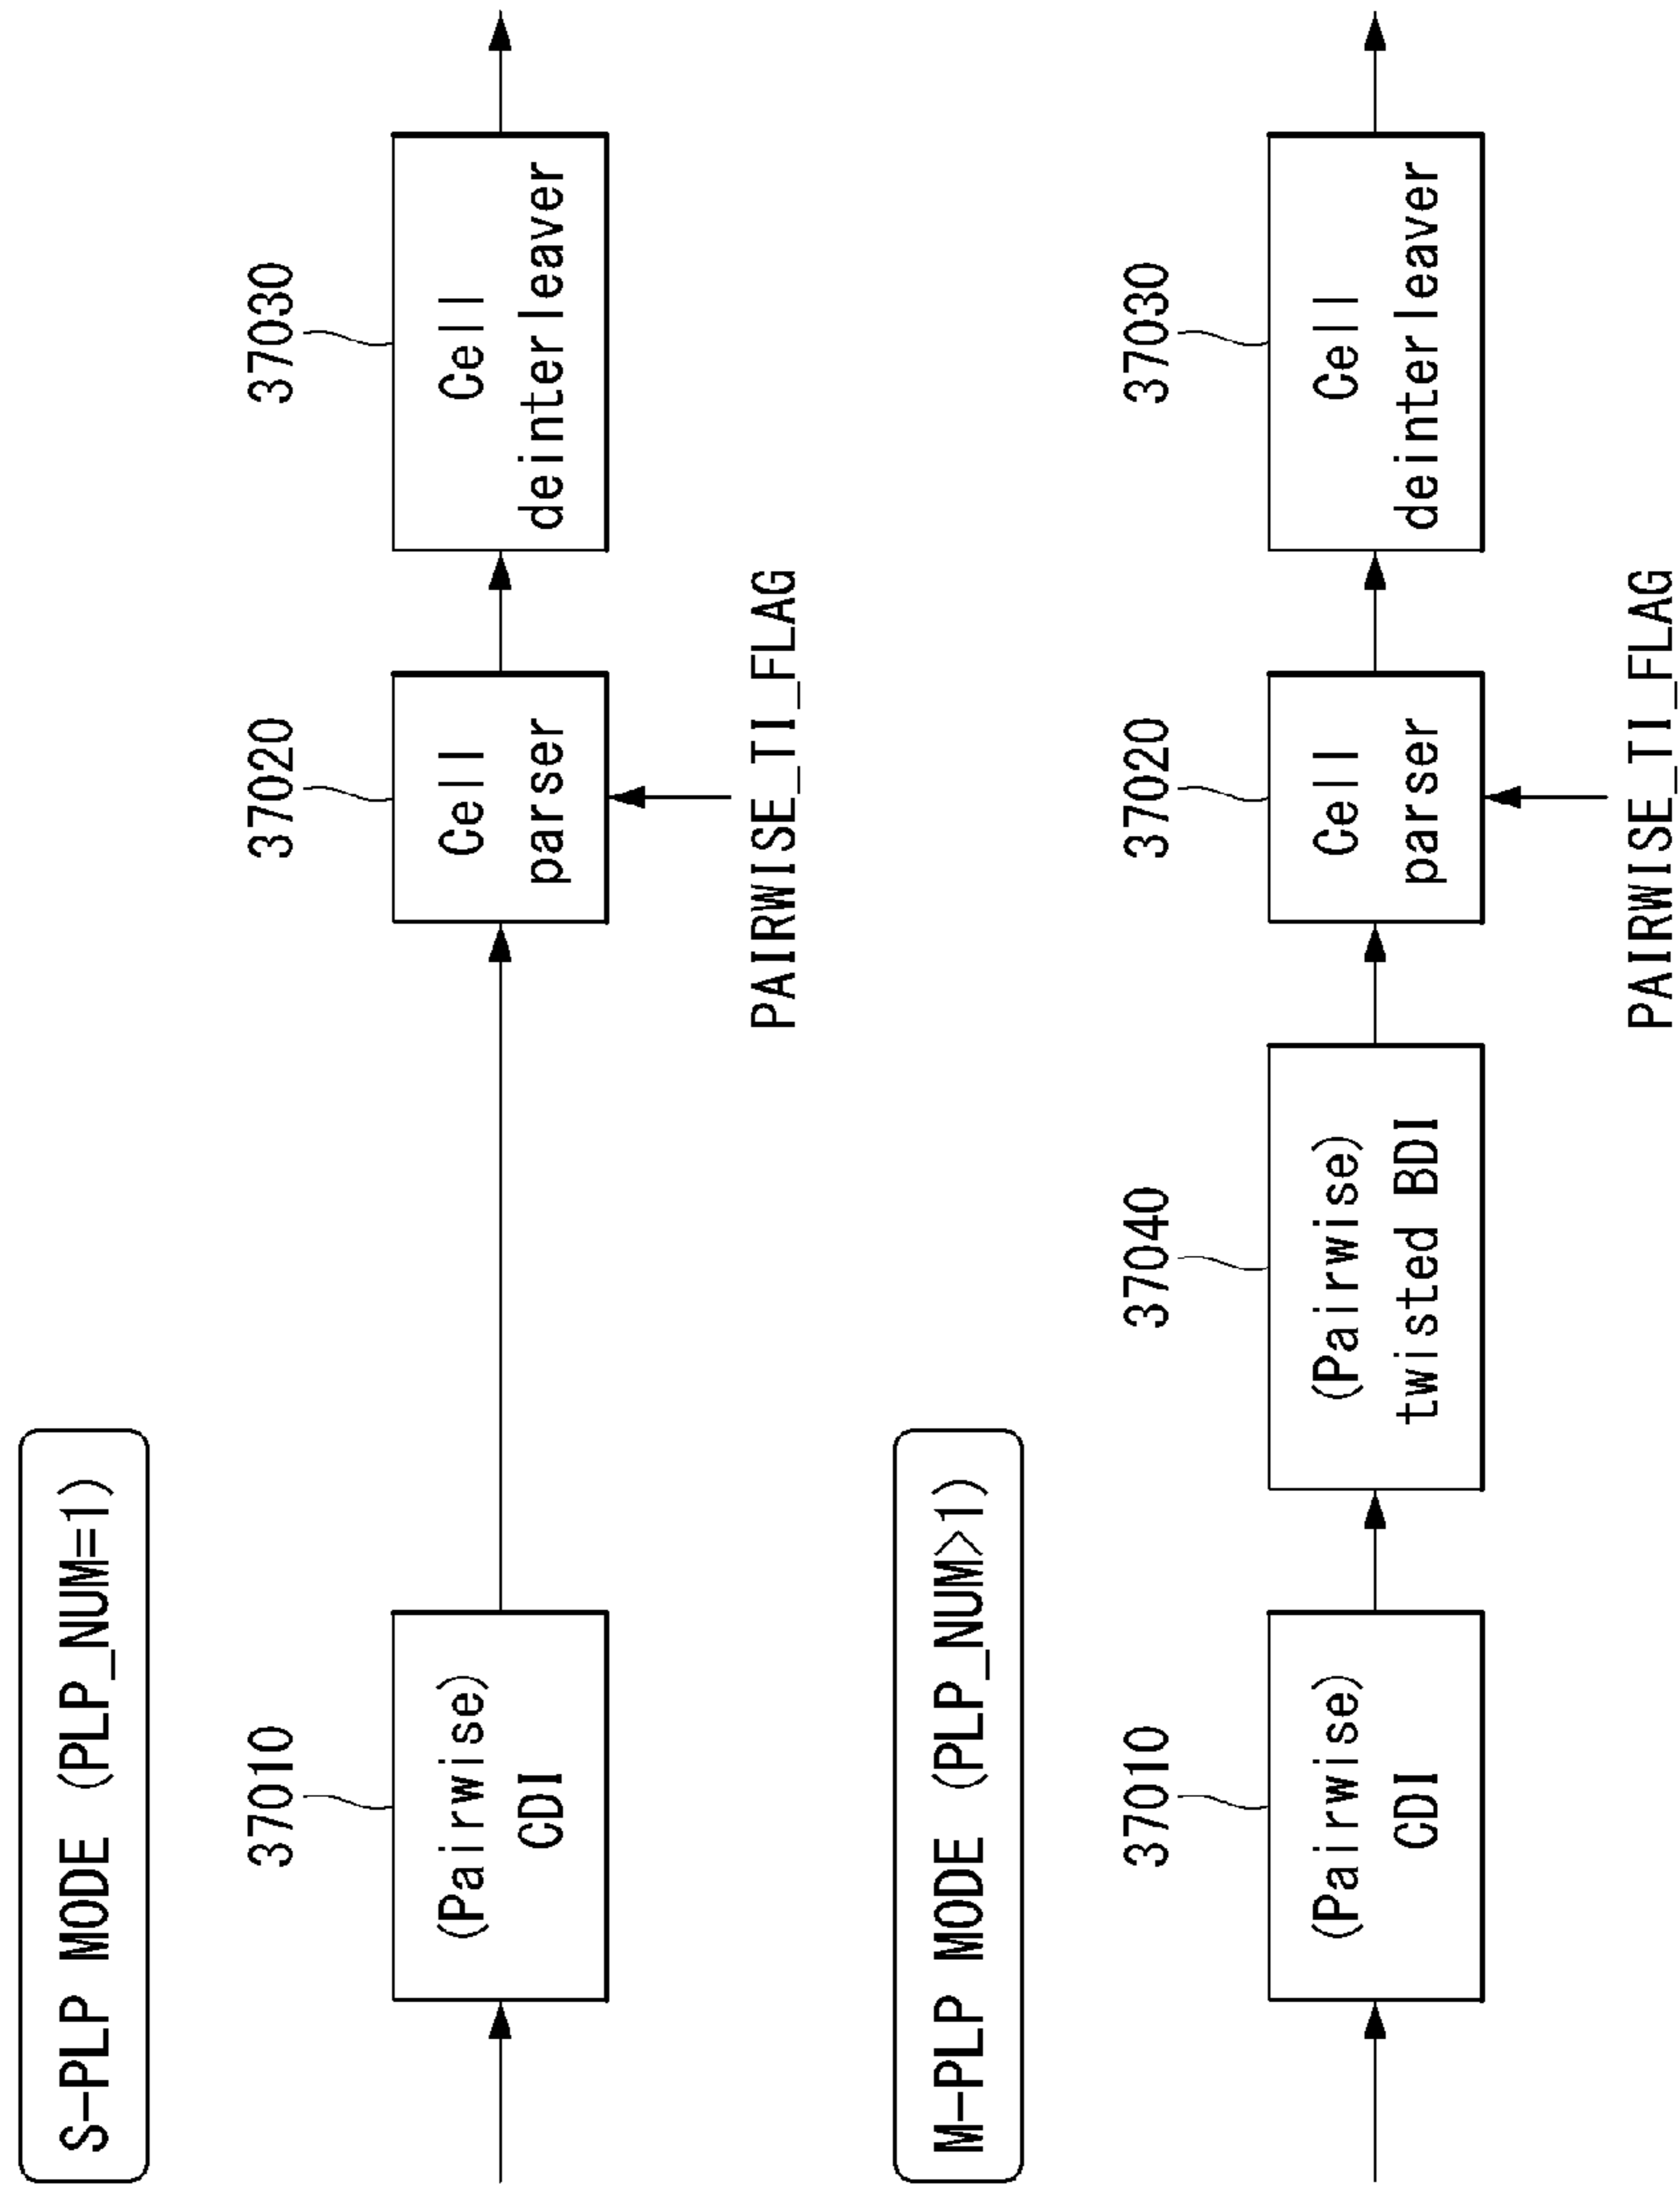 S-PLP MODE (PLP_NUM=1)
37010
37020
37030
(Pairwise)
CDI
Cell
parser
Cell
deinterleaver
PAIRWISE_TI_FLAG
M-PLP MODE (PLP_NUM>1)
37010
37040
37020
37030
(Pairwise)
CDI
(Pairwise)
twisted BDI
Cell
parser
Cell
deinterleaver
PAIRWISE_TI_FLAG